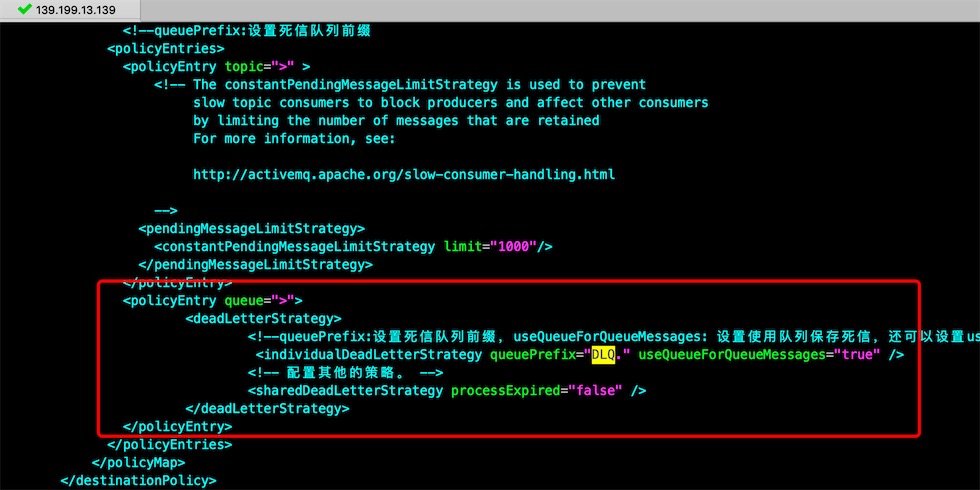 139.199.13.139
<!--queuePrefix:设置死信队列前缀
<policyEntries>
<policyEntry topic=">" >
<!-- The constantPendingMessageLimitStrategy is used to prevent
slow topic consumers to block producers and affect other consumers
by limiting the number of messages that are retained
For more information, see:
http://activemq.apache.org/slow-consumer-handling.html
-->
<pendingMessageLimitStrategy>
<constantPendingMessageLimitStrategy limit="1000"/>
</pendingMessageLimitStrategy>
</policyEntry>
<policyEntry queue=">">
<deadLetterStrategy>
<!--queuePrefix:设置死信队列前缀, useQueueForQueueMessages: 设置使用队列保存死信, 还可以设置us
<individualDeadLetterStrategy queuePrefix="DLQ." useQueueForQueueMessages="true" />
<!-- 配置其他的策略。 -->
<sharedDeadLetterStrategy processExpired="false" />
</deadLetterStrategy>
</policyEntry>
</policyEntries>
</policyMap>
</destinationPolicy>